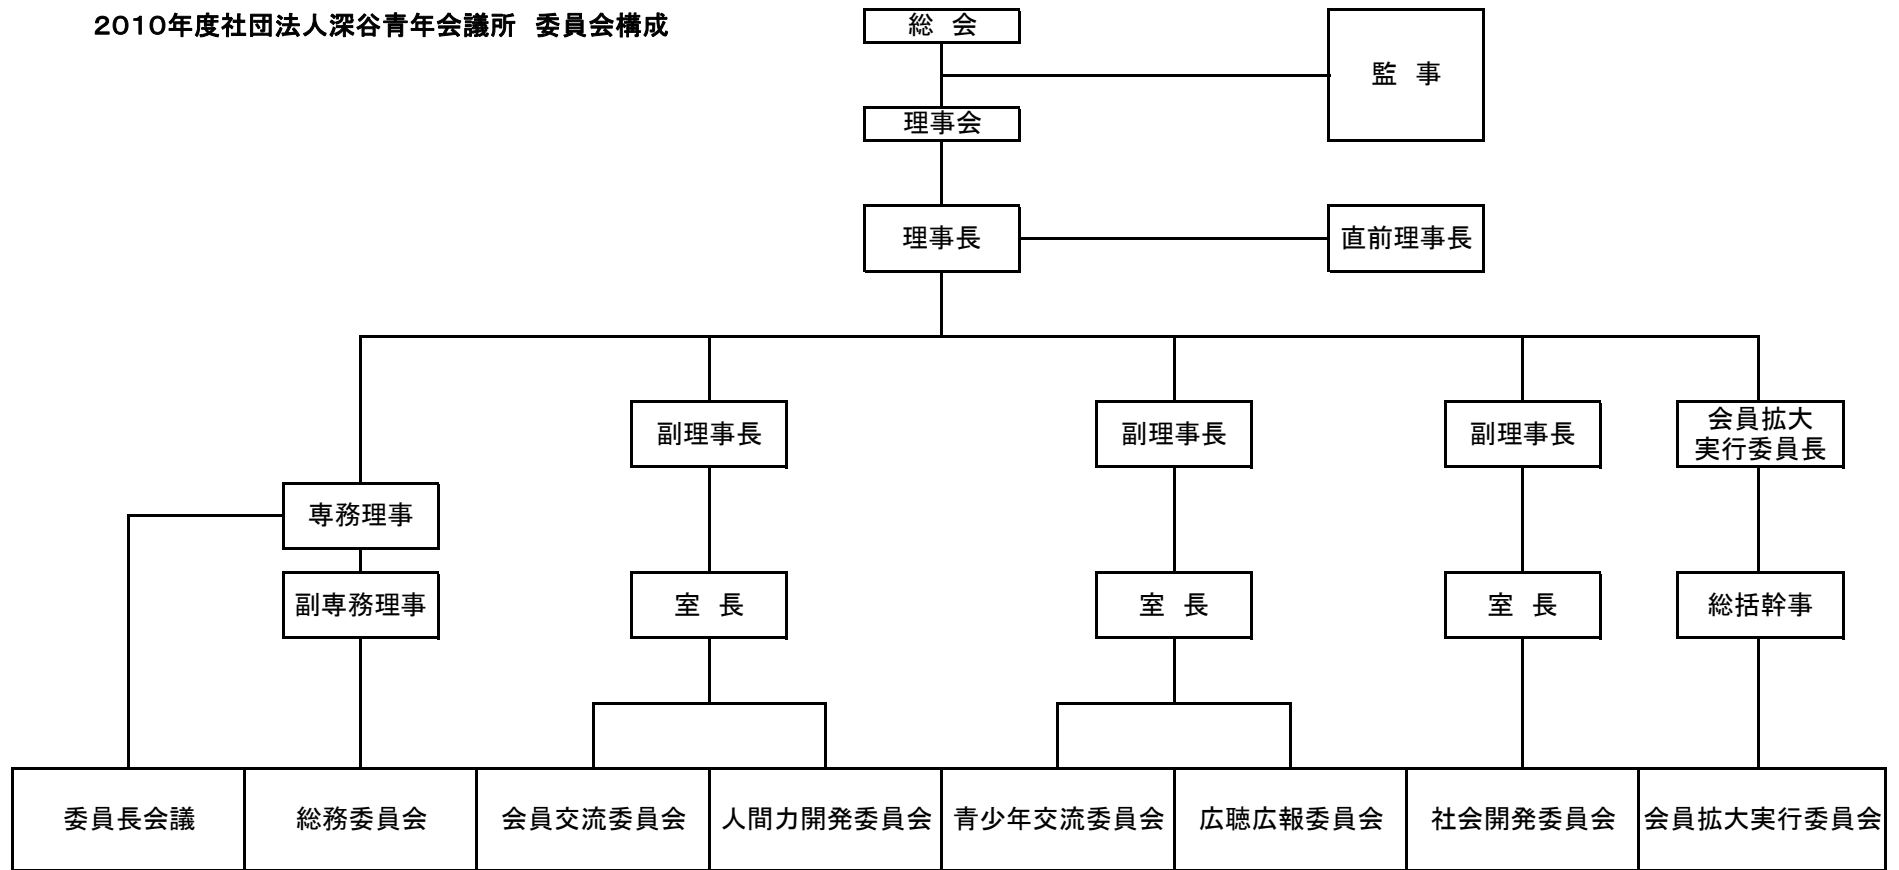 2010年度社団法人深谷青年会議所 委員会構成
総 会
監 事
理事会
理事長
直前理事長
副理事長
副理事長
副理事長
会員拡大
実行委員長
専務理事
副専務理事
室 長
室 長
室 長
総括幹事
委員長会議
総務委員会
会員交流委員会
人間力開発委員会
青少年交流委員会
広聴広報委員会
社会開発委員会
会員拡大実行委員会